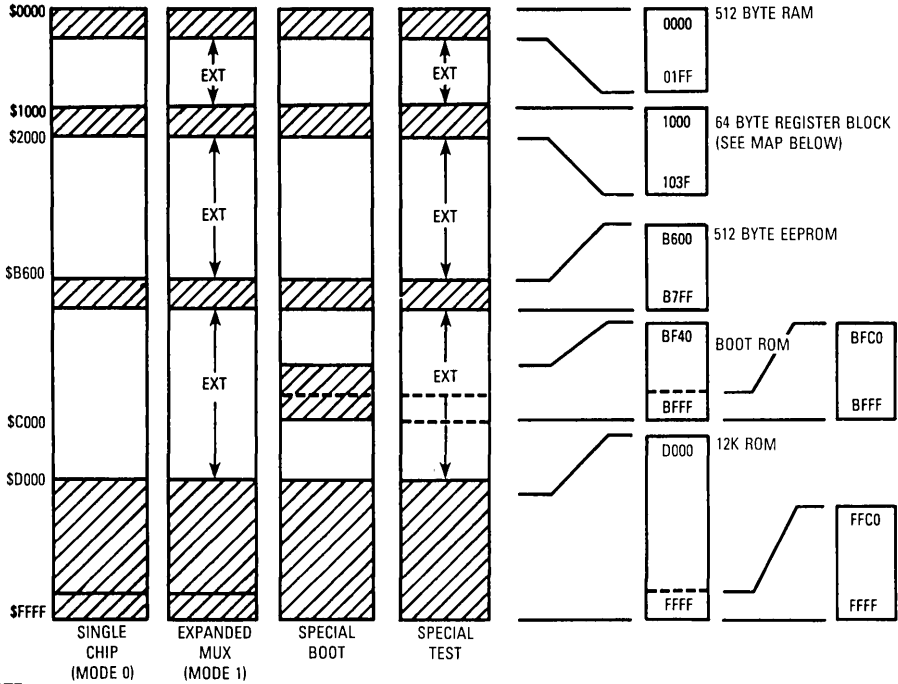 $0000
$1000
$2000
$B600
$C000
$D000
$FFFF
EXT
EXT
EXT
EXT
EXT
EXT
SINGLE
CHIP
(MODE 0)
EXPANDED
MUX
(MODE 1)
SPECIAL
BOOT
SPECIAL
TEST
0000
01FF
512 BYTE RAM
1000
103F
64 BYTE REGISTER BLOCK
(SEE MAP BELOW)
B600
B7FF
512 BYTE EEPROM
BF40
BFFF
BOOT ROM
BFC0
BFFF
D000
FFFF
12K ROM
FFC0
FFFF